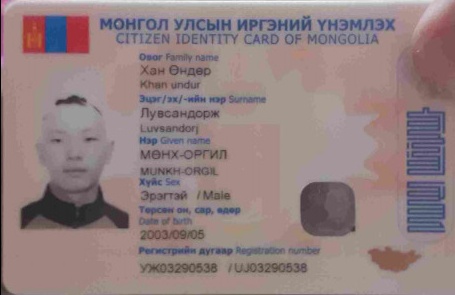 МОНГОЛ УЛСЫН ИРГЭНИЙ ҮНЭМЛЭХ
CITIZEN IDENTITY CARD OF MONGOLIA
Овог Family name
Хан Өндөр
Khan undur
Эцэг/эх/-ийн нэр Surname
Лувсандорж
Luvsandorj
Нэр Given name
МӨНХ-ОРГИЛ
MUNKH-ORGIL
Хүйс Sex
Эрэгтэй / Male
Төрсөн он, сар, өдөр
Date of birth
2003/09/05
Регистрийн дугаар Registration number
УЖ03290538 / UJ03290538